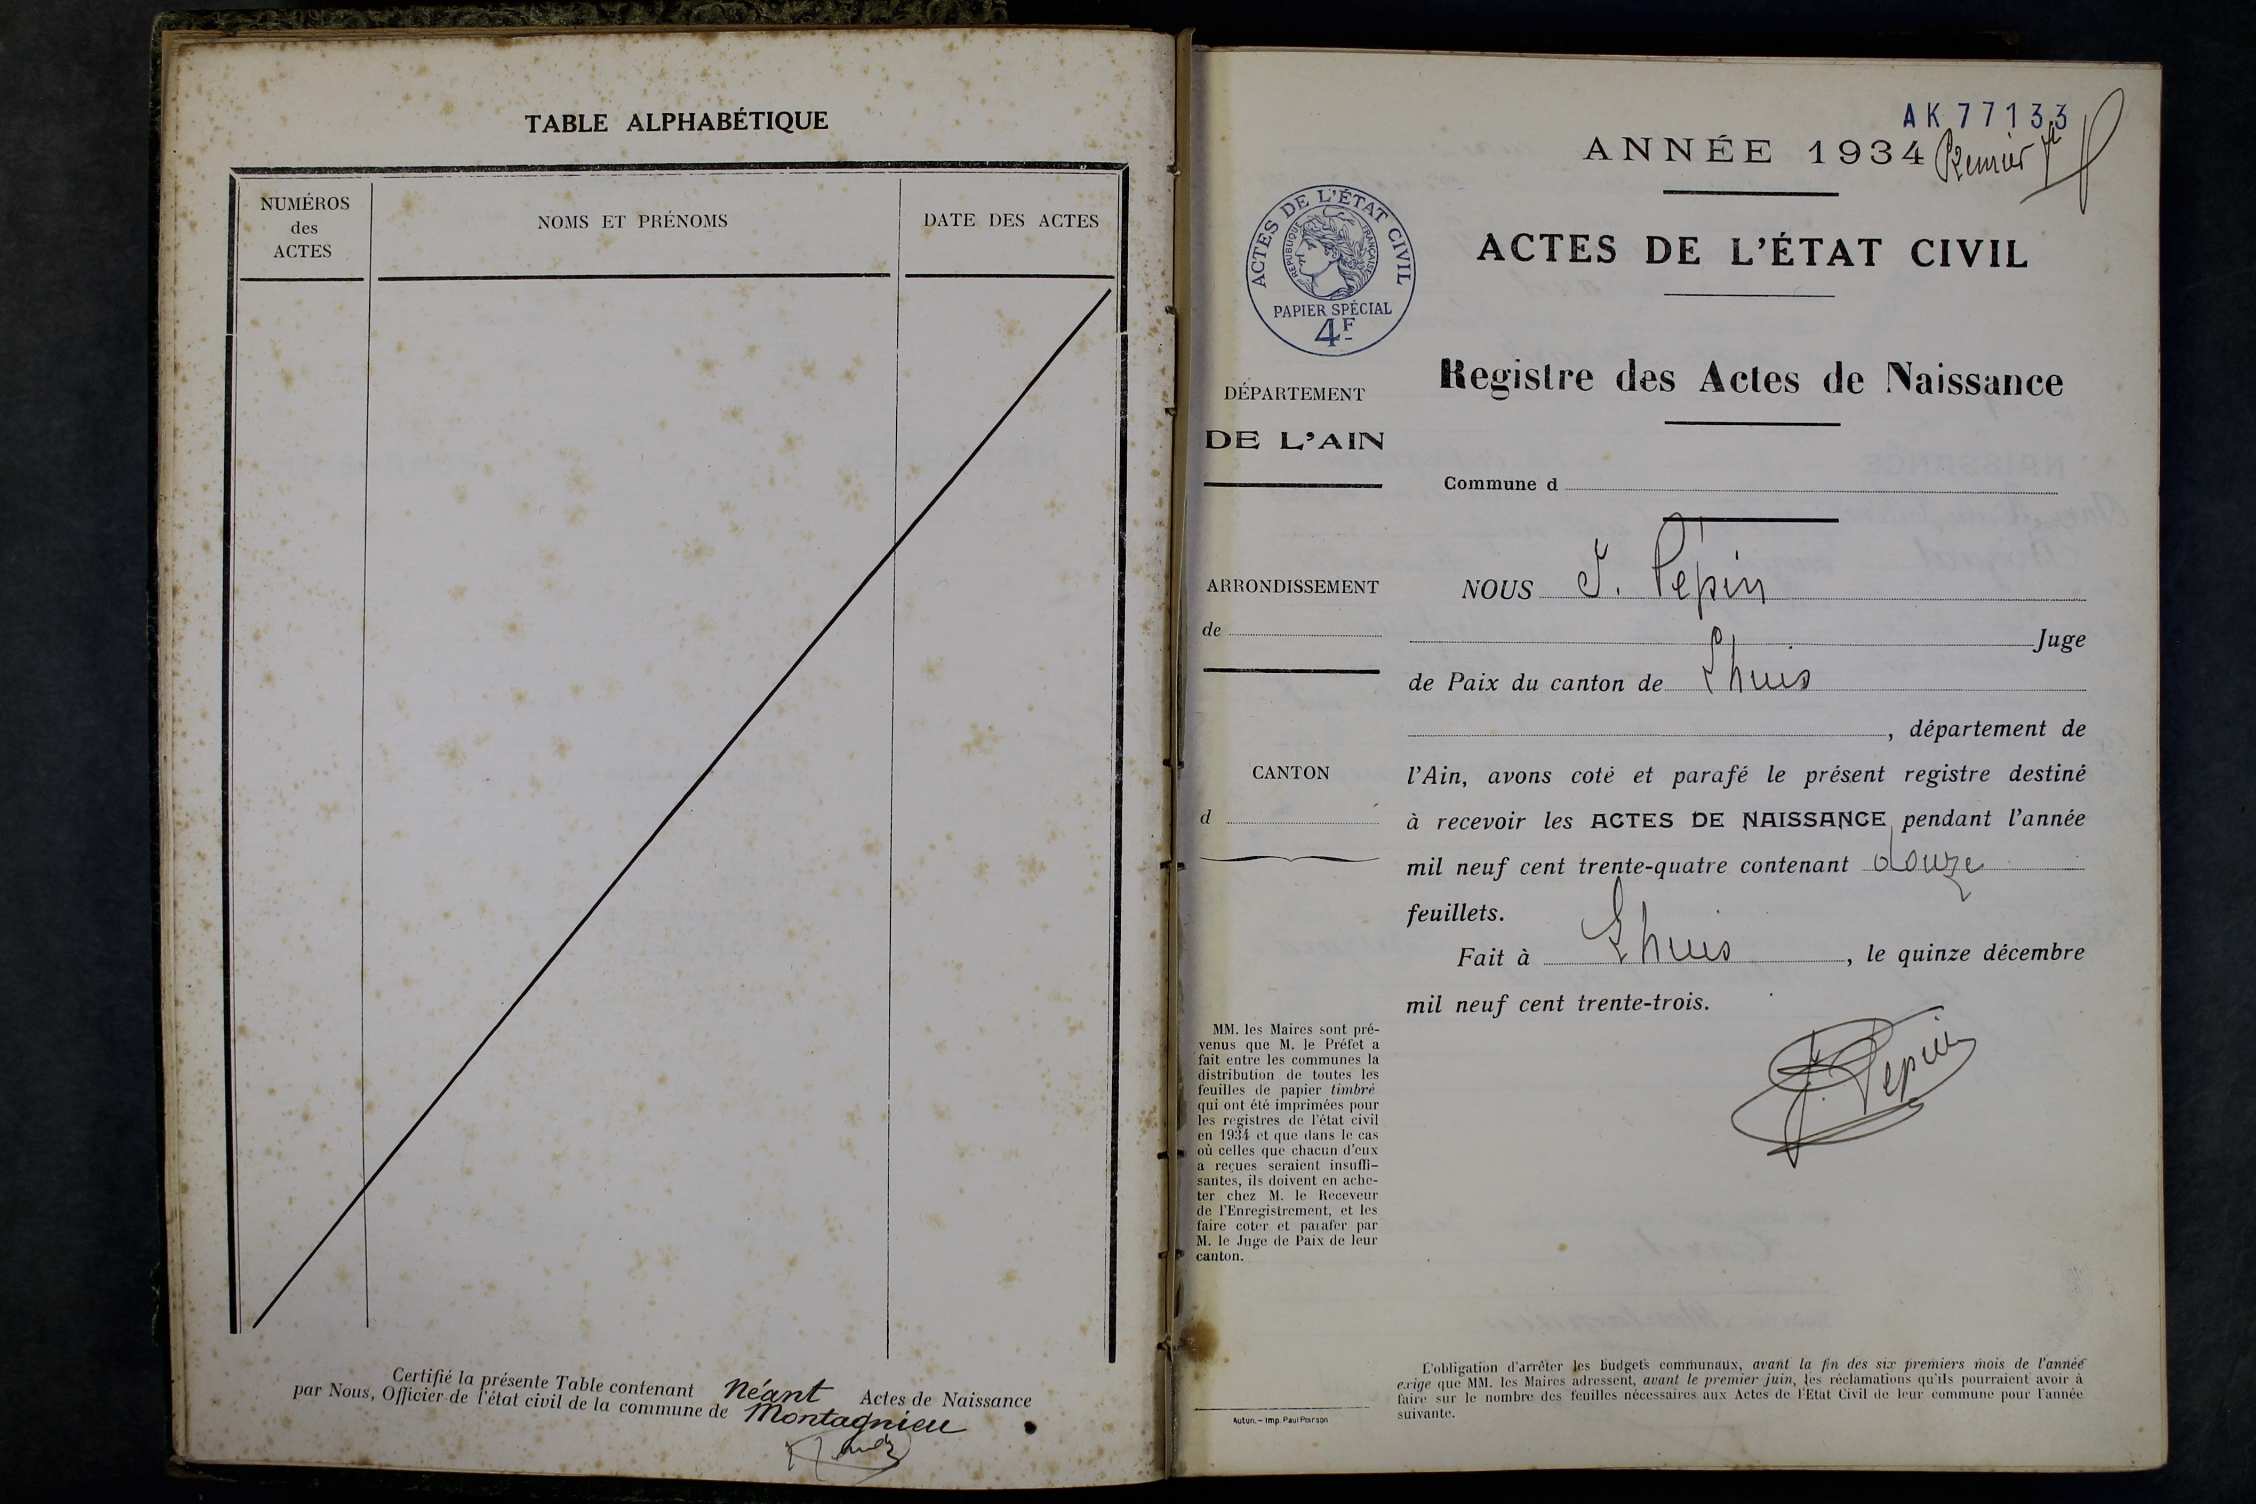 TABLE ALPHABÉTIQUE
NUMÉROS
des
ACTES
NOMS ET PRÉNOMS
DATE DES ACTES
Certifié la présente Table contenant Néant Actes de Naissance
par Nous, Officier de l'état civil de la commune de Montagnieu
AK 77133
ANNÉE 1934 Premier
ACTES DE L'ÉTAT CIVIL
RÉPUBLIQUE FRANÇAISE
PAPIER SPÉCIAL
4F
ACTES DE L'ÉTAT CIVIL
Registre des Actes de Naissance
DÉPARTEMENT
DE L'AIN
Commune d
ARRONDISSEMENT
de
CANTON
d
NOUS J. Pépin
Juge
de Paix du canton de Lhuis
, département de
l'Ain, avons coté et parafé le présent registre destiné
à recevoir les ACTES DE NAISSANCE pendant l'année
mil neuf cent trente-quatre contenant douze
feuillets.
Fait à Lhuis, le quinze décembre
mil neuf cent trente-trois.
J. Pepin
MM. les Maires sont pré-
venus que M. le Préfet a
fait entre les communes la
distribution de toutes les
feuilles de papier timbré
qui ont été imprimées pour
les registres de l'état civil
en 1934 et que dans le cas
où celles que chacun d'eux
a reçues seraient insuffi-
santes, ils doivent en ache-
ter chez M. le Receveur
de l'Enregistrement, et les
faire coter et parafer par
M. le Juge de Paix de leur
canton.
Autun. - Imp. Paul Poirson
L'obligation d'arrêter les budgets communaux, avant la fin des six premiers mois de l'année
exige que MM. les Maires adressent, avant le premier juin, les réclamations qu'ils pourraient avoir à
faire sur le nombre des feuilles nécessaires aux Actes de l'Etat Civil de leur commune pour l'année
suivante.